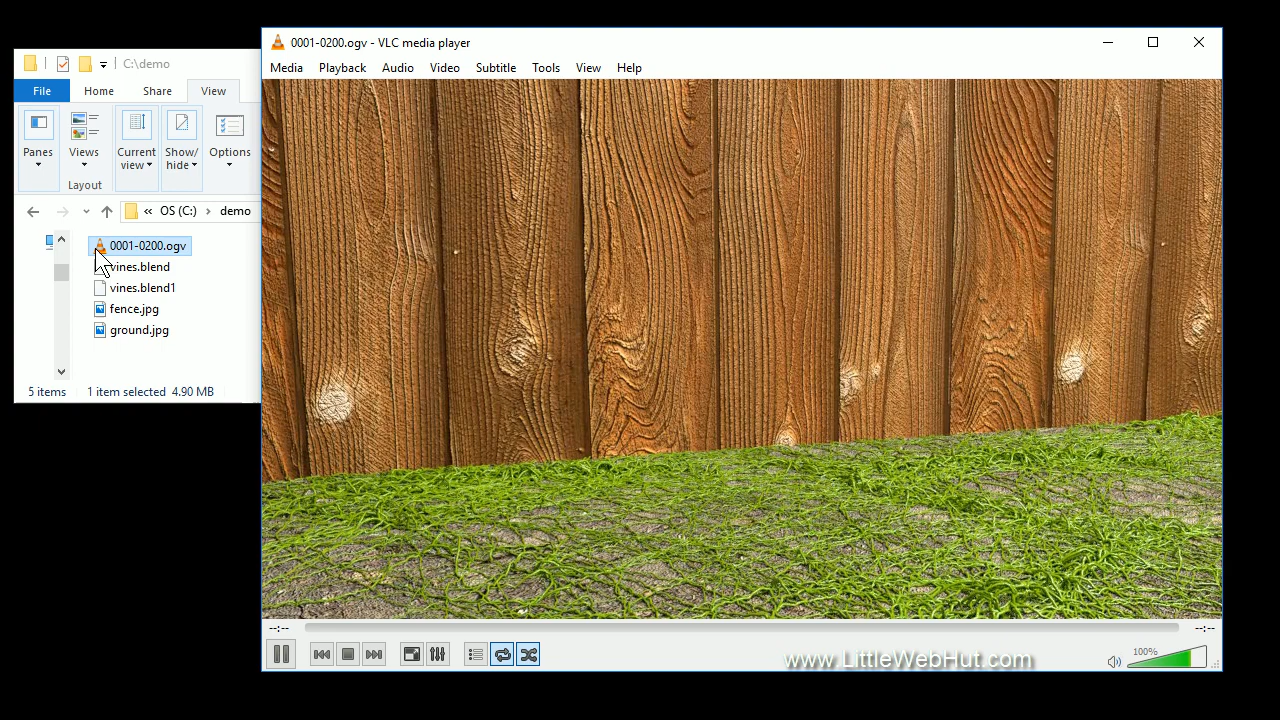 C:\demo
File Home Share View
Panes
Views
Current view
Show/ hide
Options
Layout
« OS (C:) > demo
0001-0200.ogv
vines.blend
vines.blend1
fence.jpg
ground.jpg
5 items 1 item selected 4.90 MB
0001-0200.ogv - VLC media player
Media Playback Audio Video Subtitle Tools View Help
--:-- --:--
100%
www.LittleWebHut.com